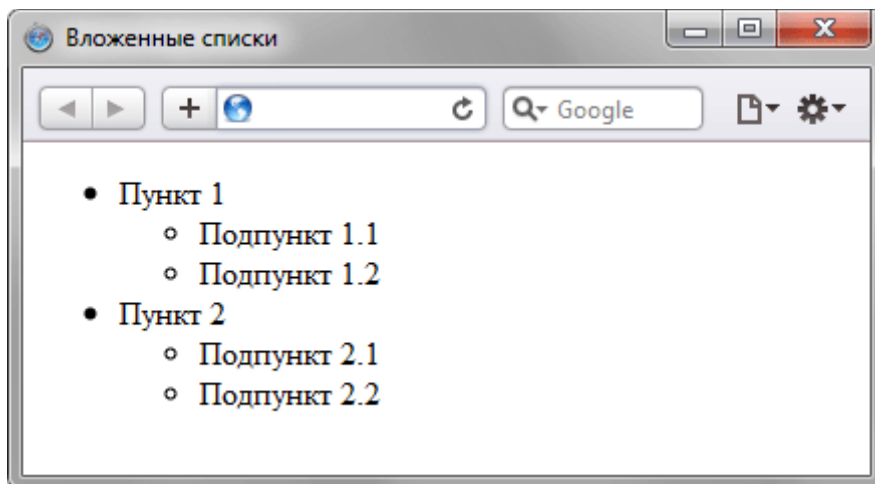 Вложенные списки
Google
Пункт 1
Подпункт 1.1
Подпункт 1.2
Пункт 2
Подпункт 2.1
Подпункт 2.2